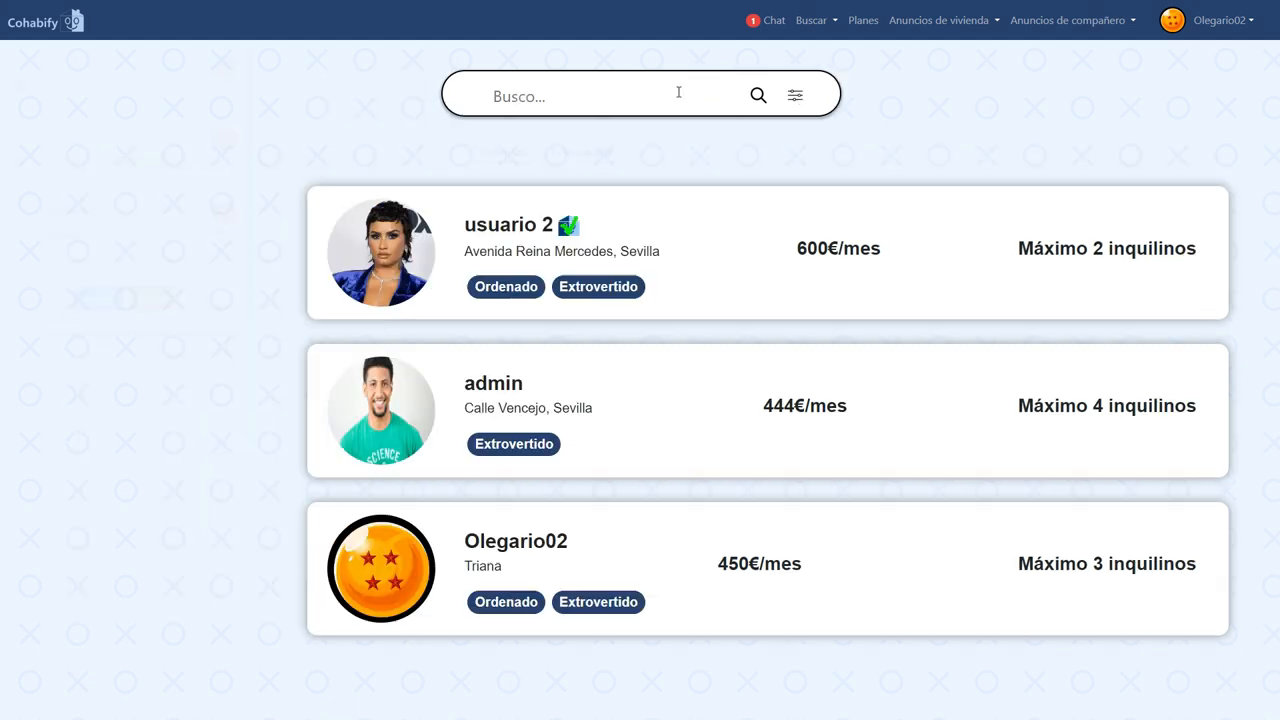 Cohabify
1 Chat Buscar Planes Anuncios de vivienda Anuncios de compañero Olegario02
Busco...
usuario 2
Avenida Reina Mercedes, Sevilla
Ordenado Extrovertido
600€/mes
Máximo 2 inquilinos
admin
Calle Vencejo, Sevilla
Extrovertido
444€/mes
Máximo 4 inquilinos
SCIENCE
Olegario02
Triana
Ordenado Extrovertido
450€/mes
Máximo 3 inquilinos